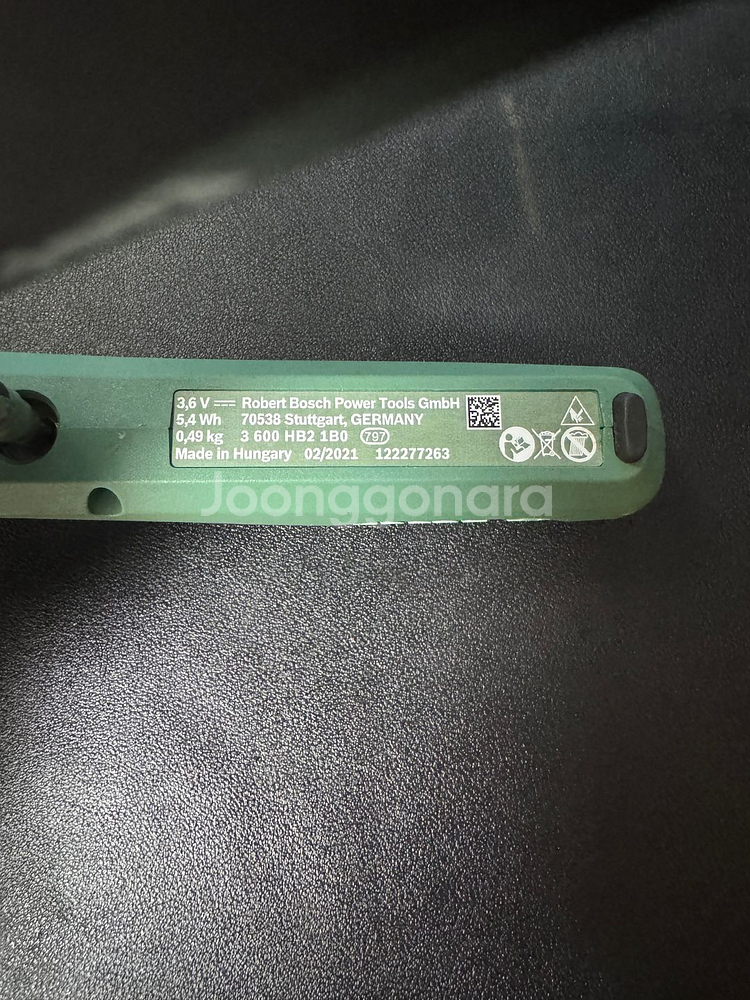 3,6 V ⎓ Robert Bosch Power Tools GmbH
5,4 Wh 70538 Stuttgart, GERMANY
0,49 kg 3 600 HB2 1B0 797
Made in Hungary 02/2021 122277263
Joonggonara